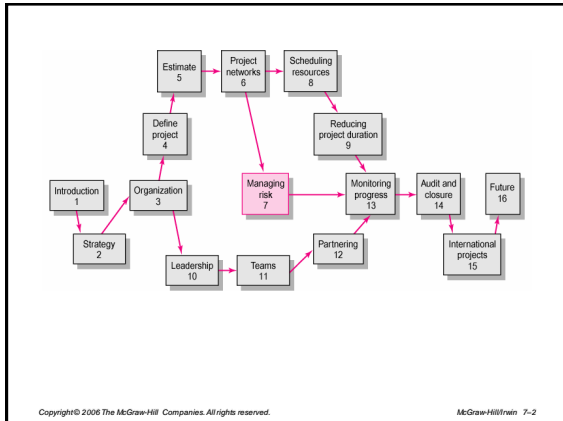 Introduction
1
Strategy
2
Organization
3
Define
project
4
Estimate
5
Project
networks
6
Managing
risk
7
Scheduling
resources
8
Reducing
project duration
9
Leadership
10
Teams
11
Partnering
12
Monitoring
progress
13
Audit and
closure
14
International
projects
15
Future
16
Copyright © 2006 The McGraw-Hill Companies. All rights reserved.
McGraw-Hill/Irwin 7–2